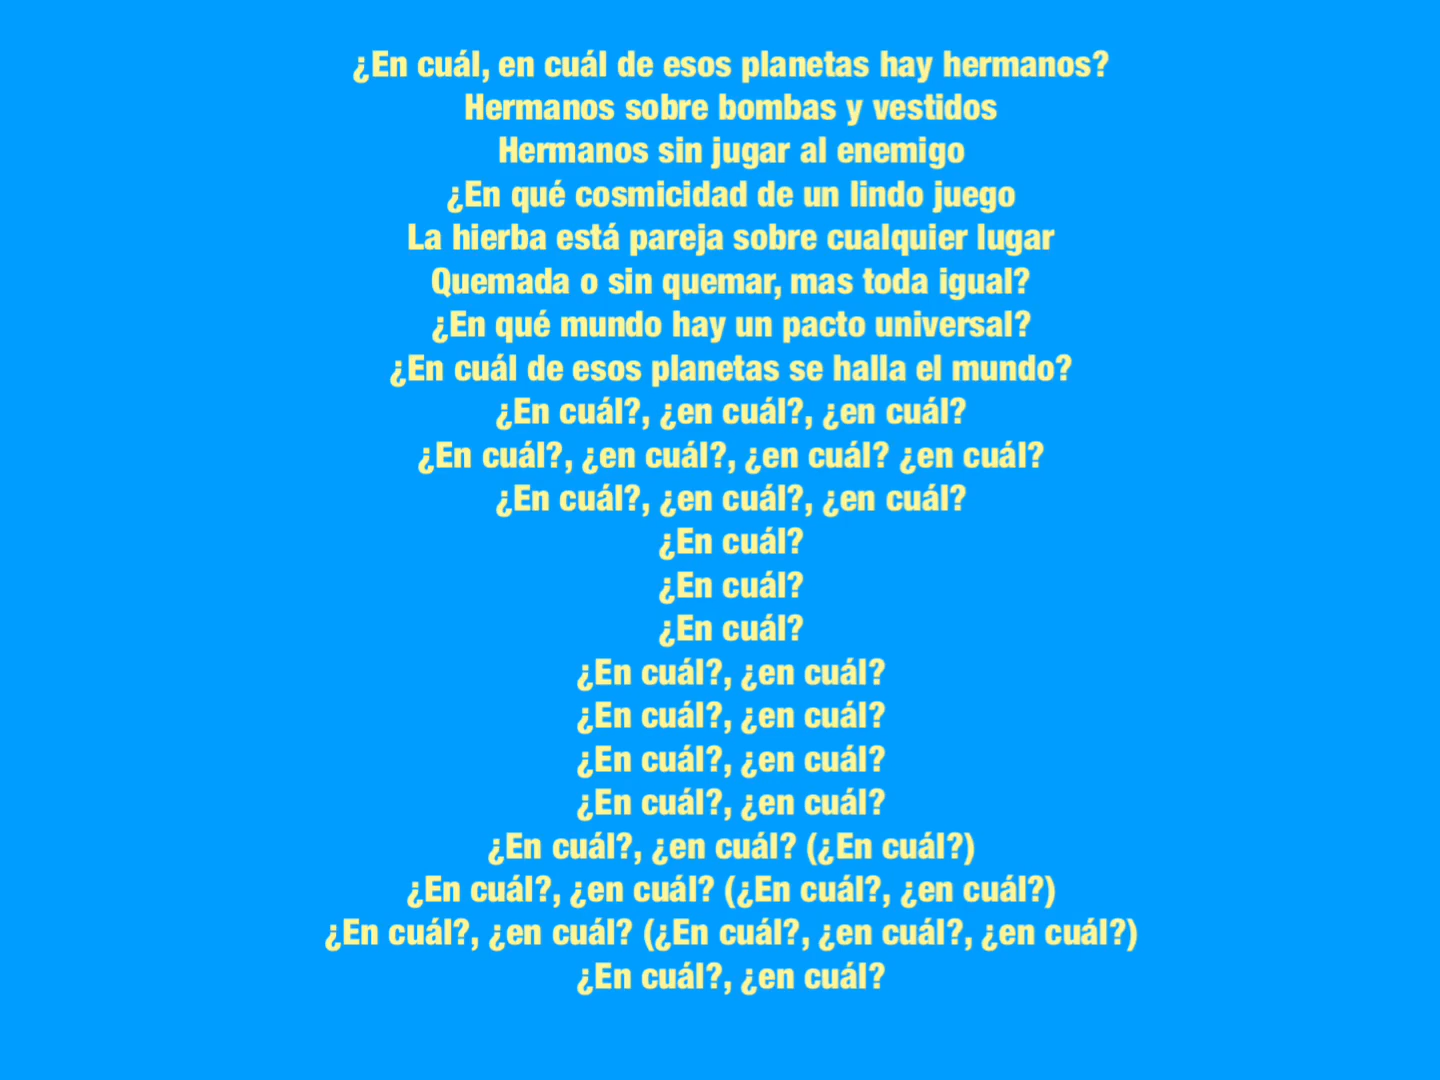 ¿En cuál, en cuál de esos planetas hay hermanos?
Hermanos sobre bombas y vestidos
Hermanos sin jugar al enemigo
¿En qué cosmicidad de un lindo juego
La hierba está pareja sobre cualquier lugar
Quemada o sin quemar, mas toda igual?
¿En qué mundo hay un pacto universal?
¿En cuál de esos planetas se halla el mundo?
¿En cuál?, ¿en cuál?, ¿en cuál?
¿En cuál?, ¿en cuál?, ¿en cuál? ¿en cuál?
¿En cuál?, ¿en cuál?, ¿en cuál?
¿En cuál?
¿En cuál?
¿En cuál?
¿En cuál?, ¿en cuál?
¿En cuál?, ¿en cuál?
¿En cuál?, ¿en cuál?
¿En cuál?, ¿en cuál?
¿En cuál?, ¿en cuál? (¿En cuál?)
¿En cuál?, ¿en cuál? (¿En cuál?, ¿en cuál?)
¿En cuál?, ¿en cuál? (¿En cuál?, ¿en cuál?, ¿en cuál?)
¿En cuál?, ¿en cuál?